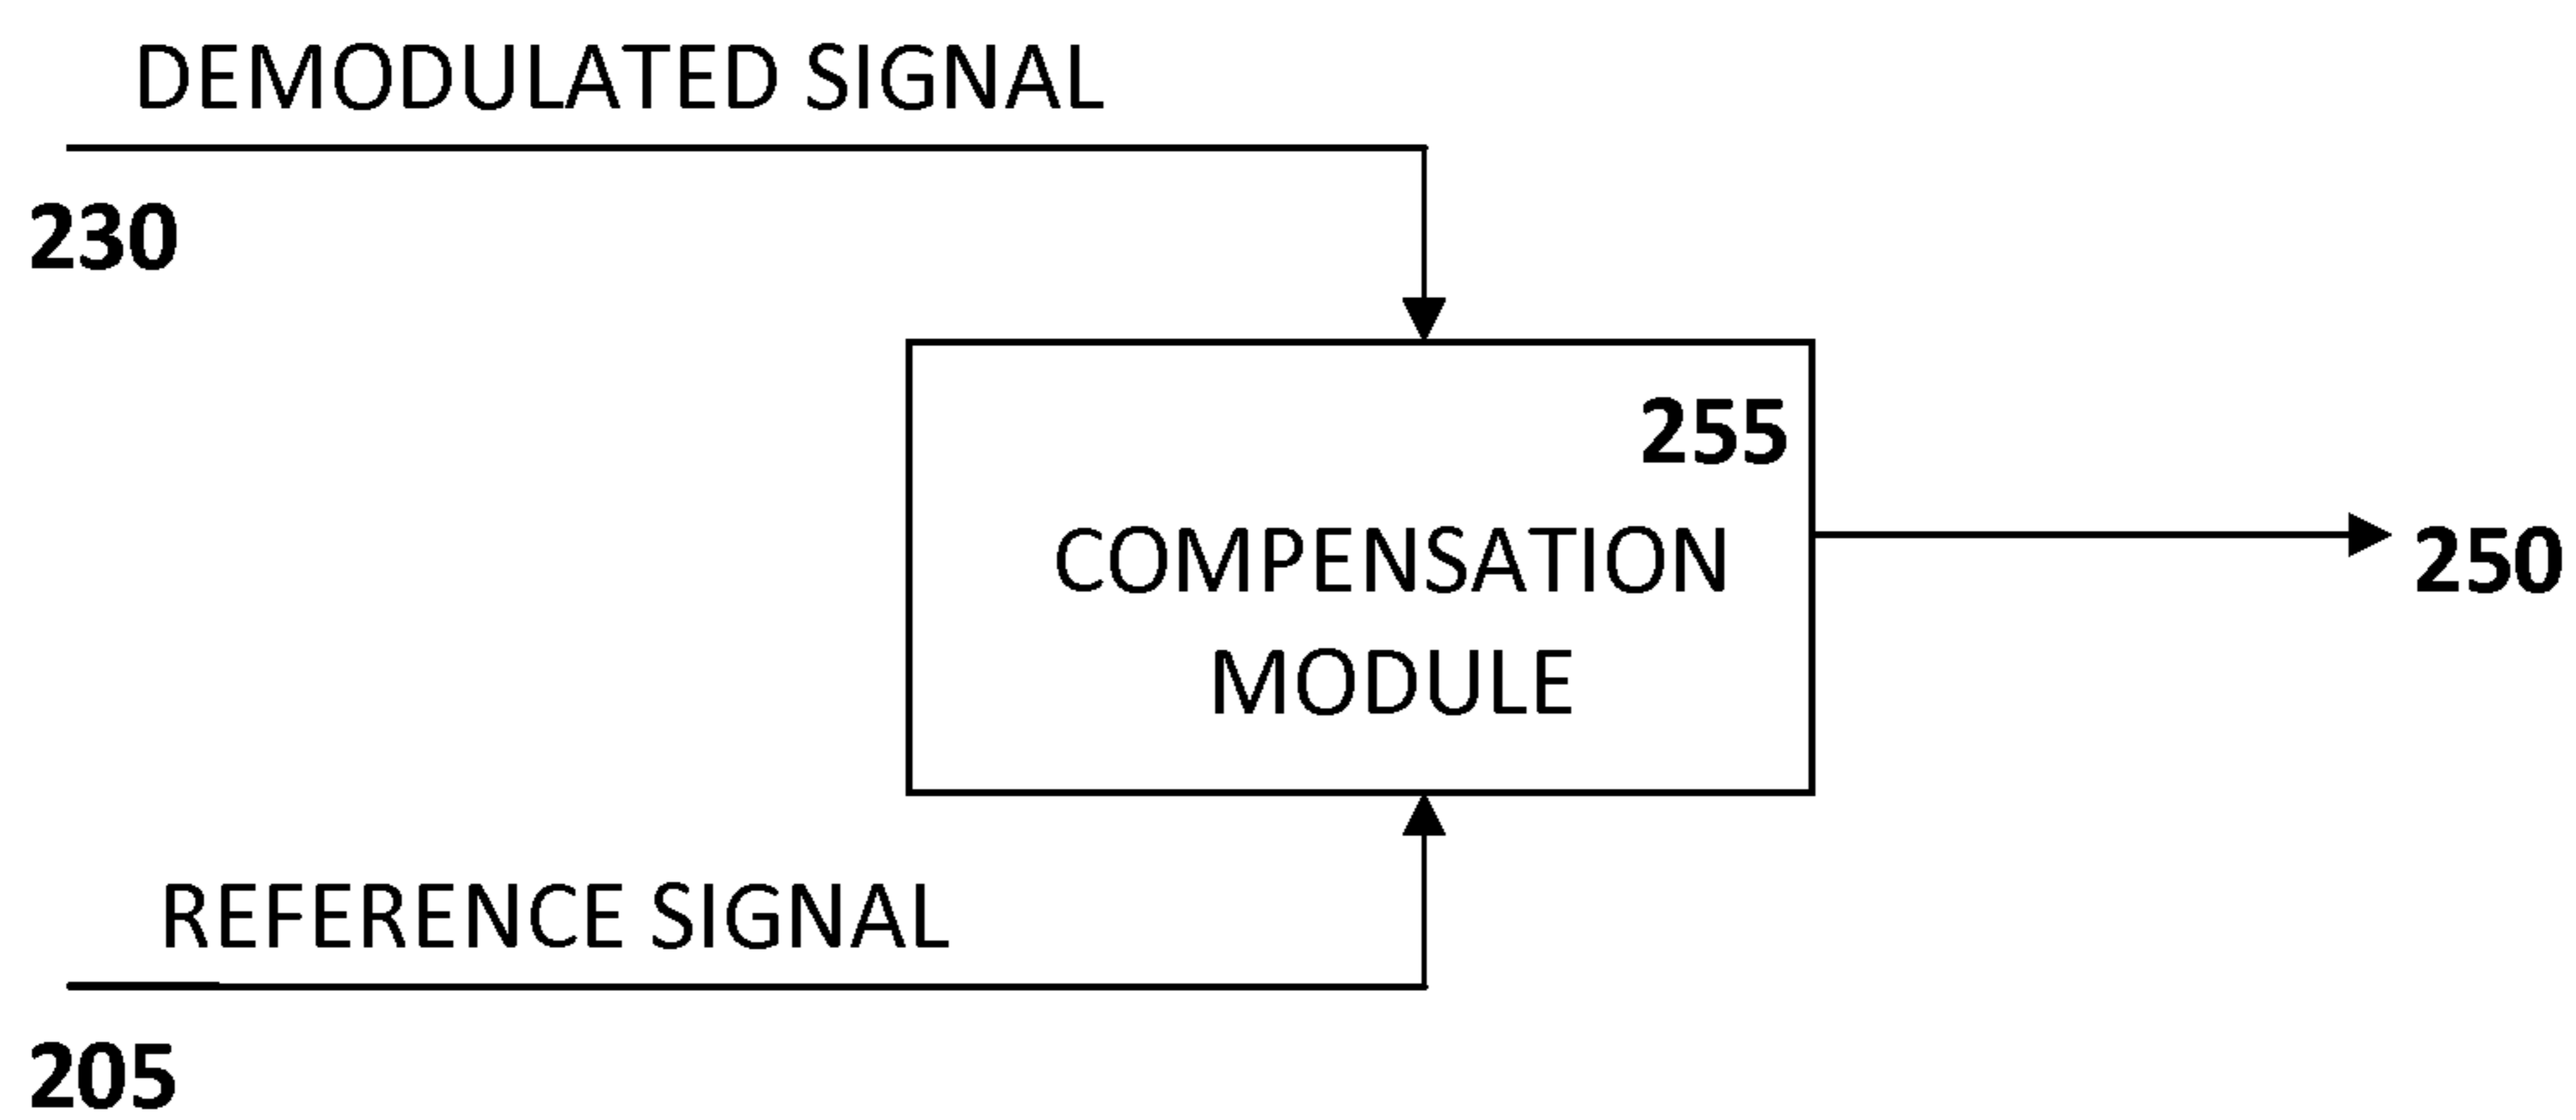 DEMODULATED SIGNAL
230
255
COMPENSATION
MODULE
250
REFERENCE SIGNAL
205